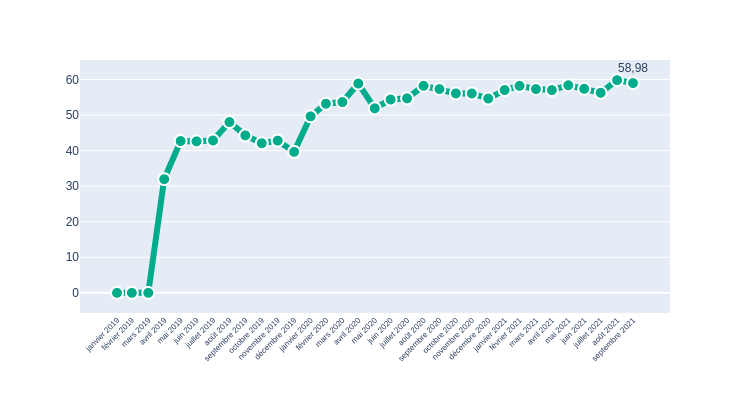 58,98
60
50
40
30
20
10
0
janvier 2019
février 2019
mars 2019
avril 2019
mai 2019
juin 2019
juillet 2019
août 2019
septembre 2019
octobre 2019
novembre 2019
décembre 2019
janvier 2020
février 2020
mars 2020
avril 2020
mai 2020
juin 2020
juillet 2020
août 2020
septembre 2020
octobre 2020
novembre 2020
décembre 2020
janvier 2021
février 2021
mars 2021
avril 2021
mai 2021
juin 2021
juillet 2021
août 2021
septembre 2021